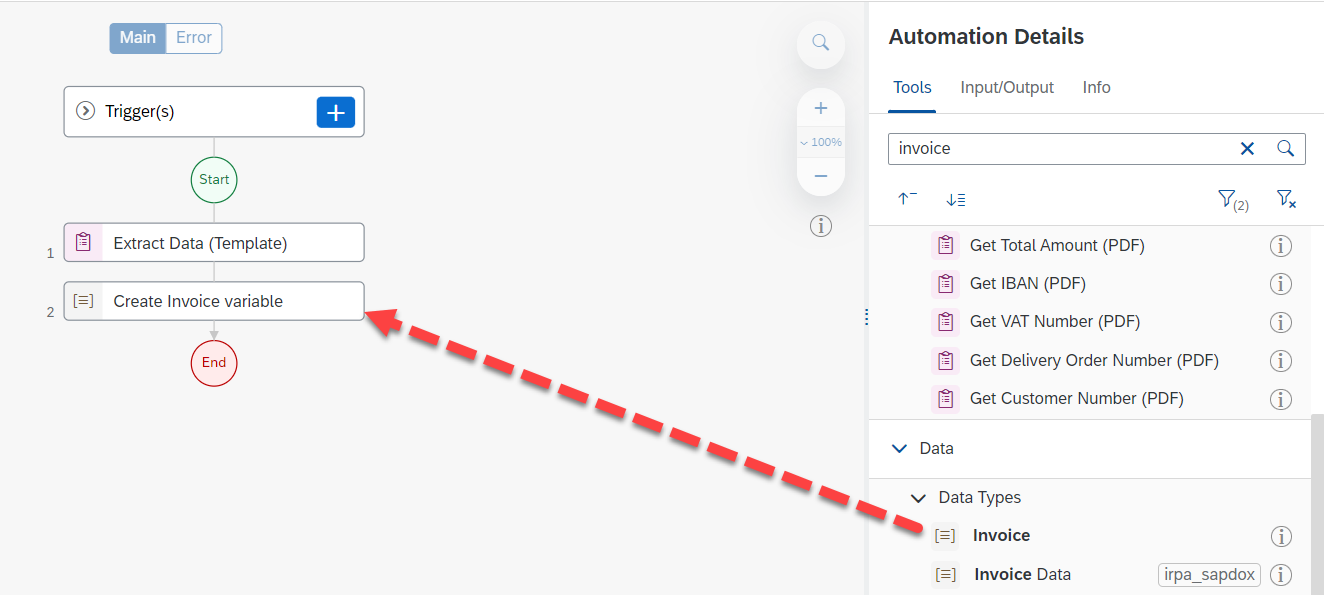 Main Error
Trigger(s)
Start
1 Extract Data (Template)
2 Create Invoice variable
End
100%
Automation Details
Tools Input/Output Info
invoice
(2)
Get Total Amount (PDF)
Get IBAN (PDF)
Get VAT Number (PDF)
Get Delivery Order Number (PDF)
Get Customer Number (PDF)
Data
Data Types
Invoice
Invoice Data irpa_sapdox